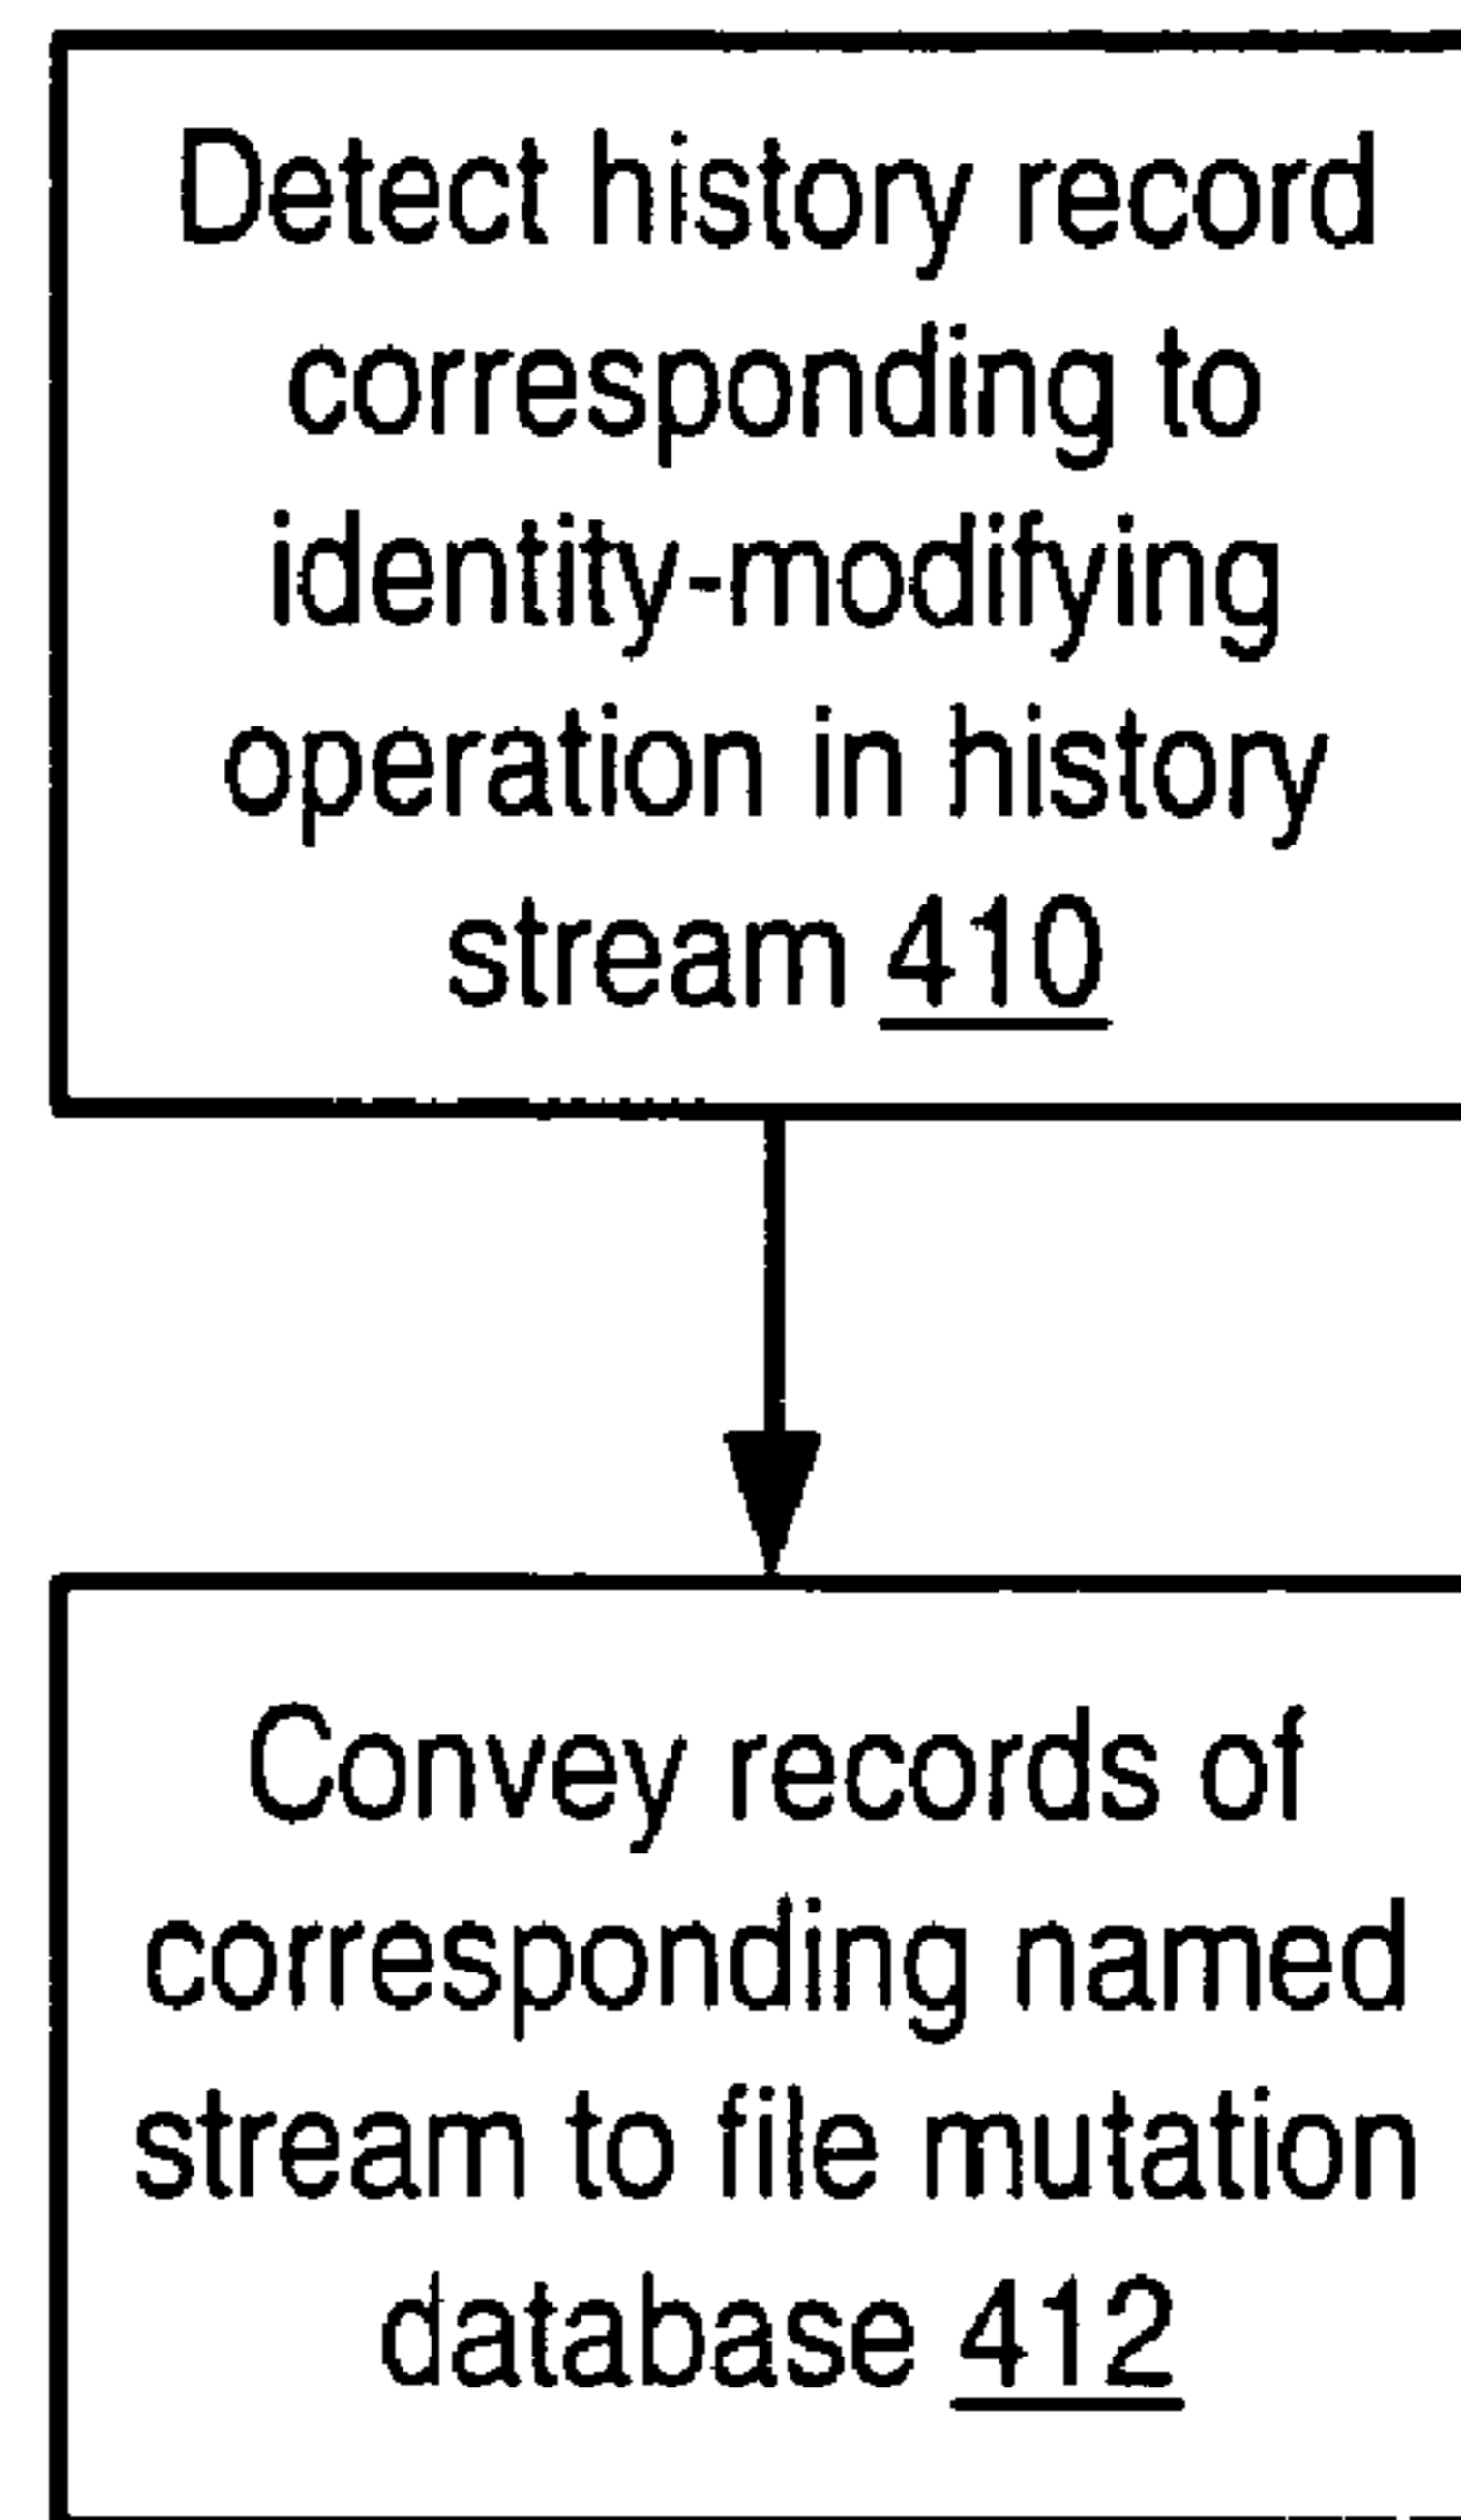 Detect history record
corresponding to
identity-modifying
operation in history
stream 410
Convey records of
corresponding named
stream to file mutation
database 412